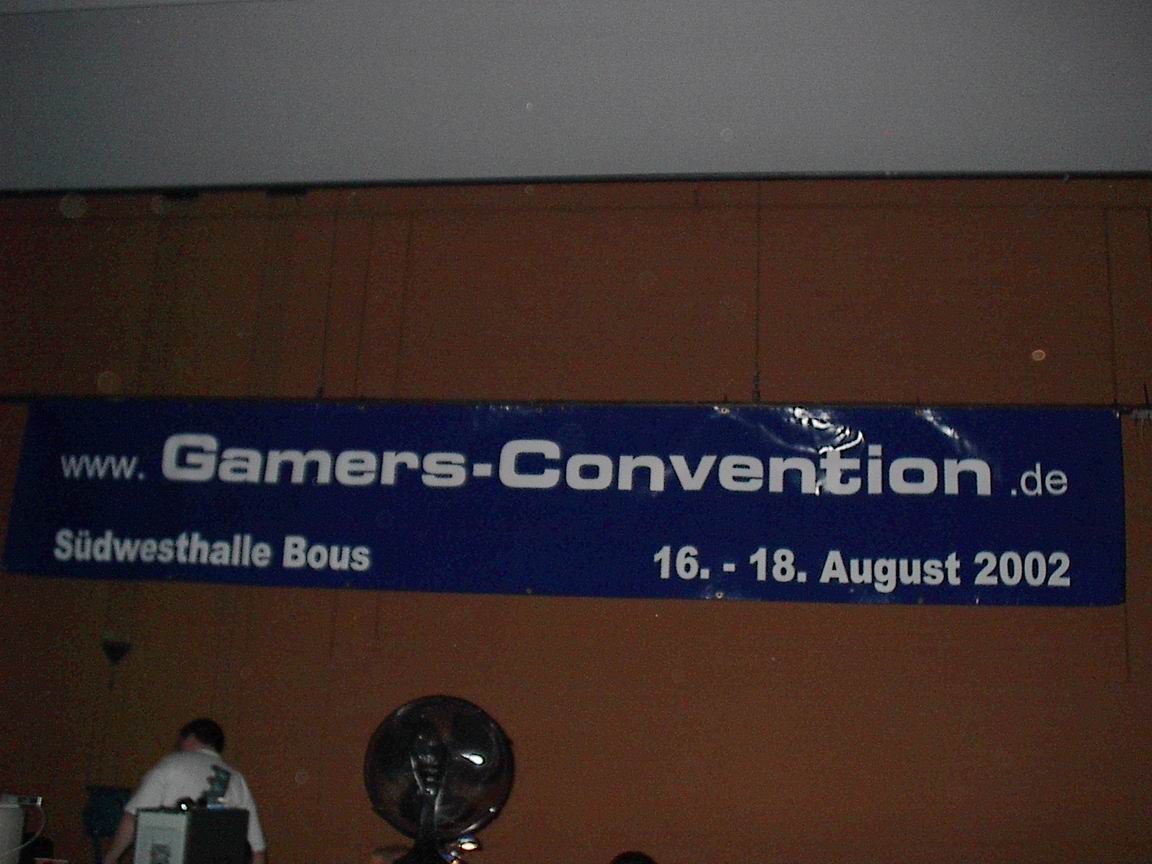 www. Gamers-Convention .de
Südwesthalle Bous
16. - 18. August 2002